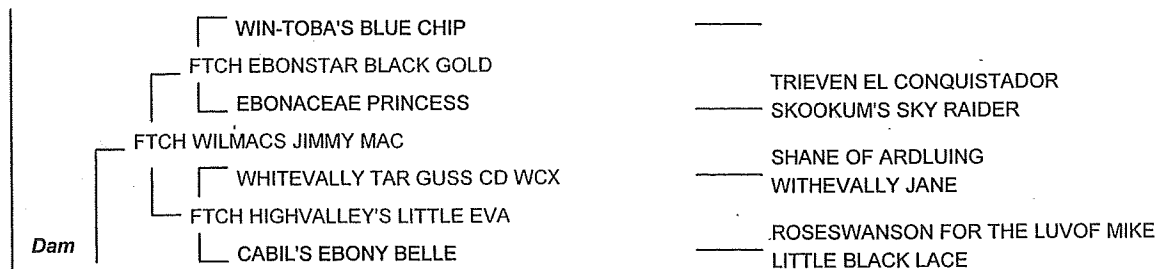 WIN-TOBA'S BLUE CHIP
FTCH EBONSTAR BLACK GOLD
TRIEVEN EL CONQUISTADOR
EBONACEAE PRINCESS
SKOOKUM'S SKY RAIDER
FTCH WILMACS JIMMY MAC
SHANE OF ARDLUING
WHITEVALLY TAR GUSS CD WCX
WITHEVALLY JANE
FTCH HIGHVALLEY'S LITTLE EVA
ROSESWANSON FOR THE LUVOF MIKE
Dam
CABIL'S EBONY BELLE
LITTLE BLACK LACE